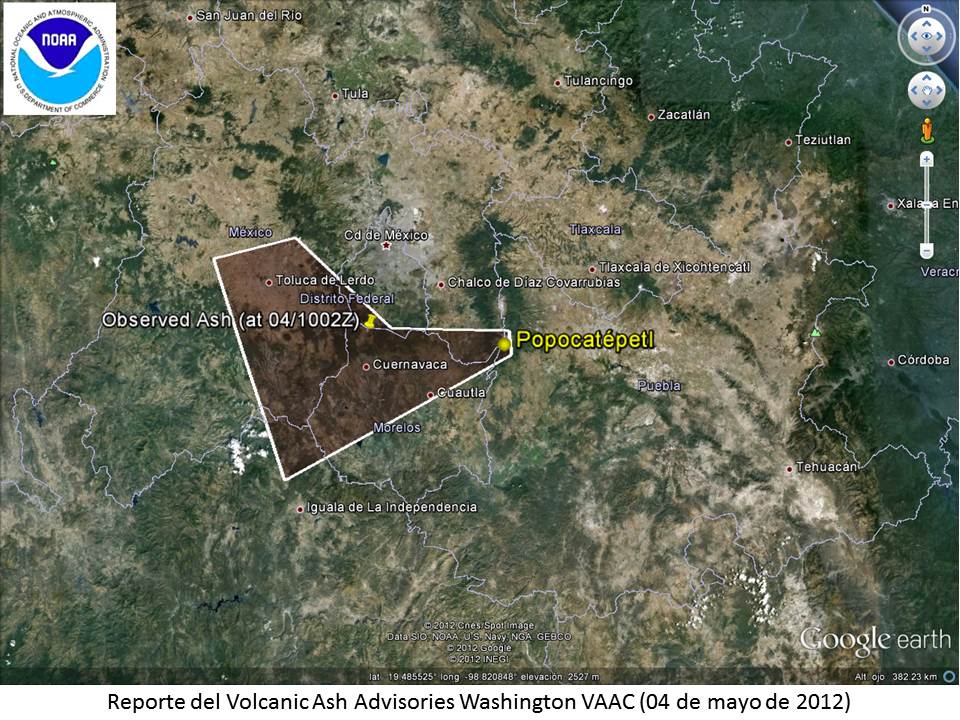 NATIONAL OCEANIC AND ATMOSPHERIC ADMINISTRATION
U.S. DEPARTMENT OF COMMERCE
NOAA
San Juan del Río
N
Tulancingo
Tula
Zacatlán
Teziutlan
Xalapa En
México
Cd de México
Tlaxcala
Toluca de Lerdo
Tlaxcala de Xicohtencatl
Veracr
Chalco de Díaz Covarrubias
Distrito Federal
Observed Ash (at 04/1002Z)
Popocatépetl
Cuernavaca
Córdoba
Cuautla
Puebla
Morelos
Tehuacán
Iguala de La Independencia
© 2012 Cnes/Spot Image
Data SIO, NOAA, U.S. Navy, NGA, GEBCO
© 2012 Google
© 2012 INEGI
Google earth
lat 19.485525° long -98.820848° elevación 2527 m
Alt. ojo 382.23 km
Reporte del Volcanic Ash Advisories Washington VAAC (04 de mayo de 2012)